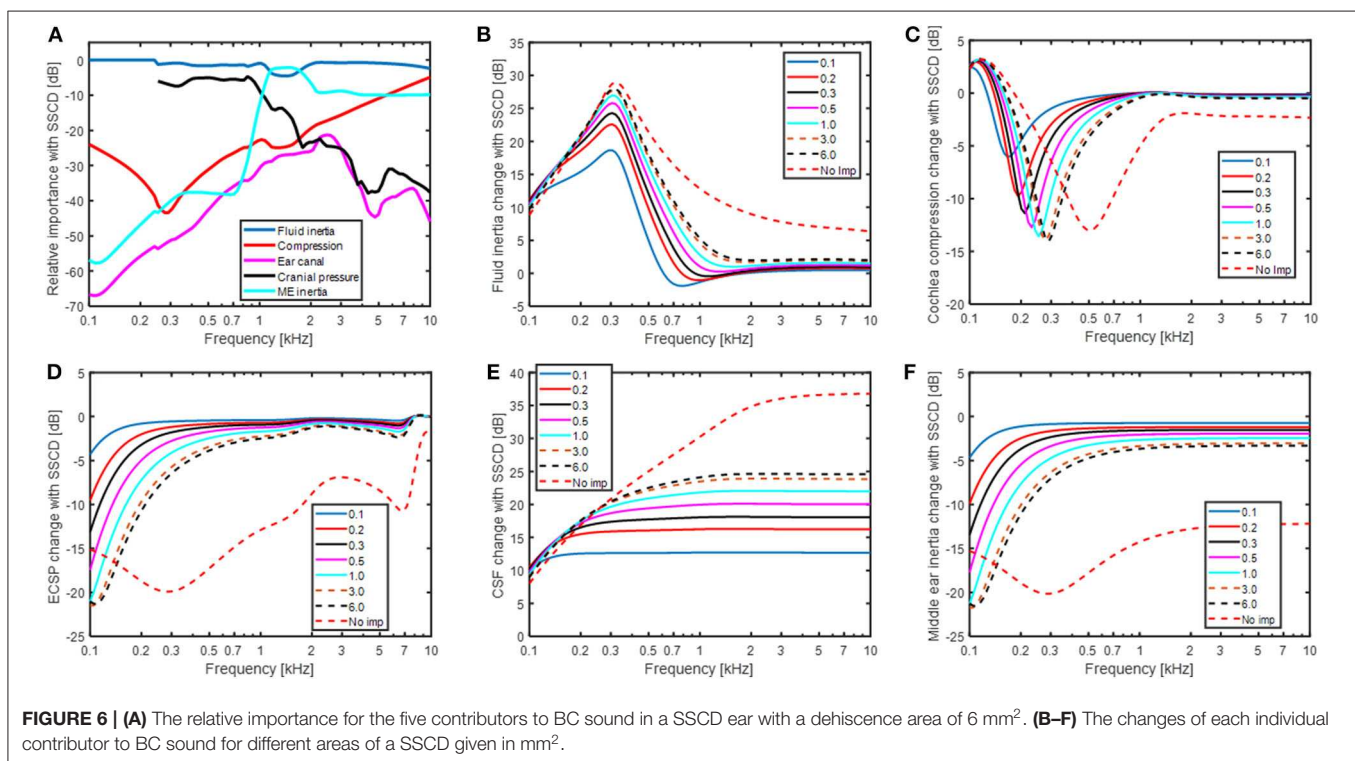 A
Relative importance with SSCD [dB]
0
-10
-20
-30
-40
-50
-60
-70
Fluid inertia
Compression
Ear canal
Cranial pressure
ME inertia
0.1 0.2 0.3 0.5 0.7 1 2 3 5 7 10
Frequency [kHz]
B
Fluid inertia change with SSCD [dB]
35
30
25
20
15
10
5
0
-5
0.1
0.2
0.3
0.5
1.0
3.0
6.0
No Imp
0.1 0.2 0.3 0.5 0.7 1 2 3 5 7 10
Frequency [kHz]
C
Cochlea compression change with SSCD [dB]
5
0
-5
-10
-15
-20
0.1
0.2
0.3
0.5
1.0
3.0
6.0
No Imp
0.1 0.2 0.3 0.5 0.7 1 2 3 5 7 10
Frequency [kHz]
D
ECSP change with SSCD [dB]
5
0
-5
-10
-15
-20
-25
0.1
0.2
0.3
0.5
1.0
3.0
6.0
No imp
0.1 0.2 0.3 0.5 0.7 1 2 3 5 7 10
Frequency [kHz]
E
CSF change with SSCD [dB]
40
35
30
25
20
15
10
5
0
0.1
0.2
0.3
0.5
1.0
3.0
6.0
No imp
0.1 0.2 0.3 0.5 0.7 1 2 3 5 7 10
Frequency [kHz]
F
Middle ear inertia change with SSCD [dB]
5
0
-5
-10
-15
-20
-25
0.1
0.2
0.3
0.5
1.0
3.0
6.0
No imp
0.1 0.2 0.3 0.5 0.7 1 2 3 5 7 10
Frequency [kHz]
FIGURE 6 | (A) The relative importance for the five contributors to BC sound in a SSCD ear with a dehiscence area of 6 mm². (B–F) The changes of each individual
contributor to BC sound for different areas of a SSCD given in mm².